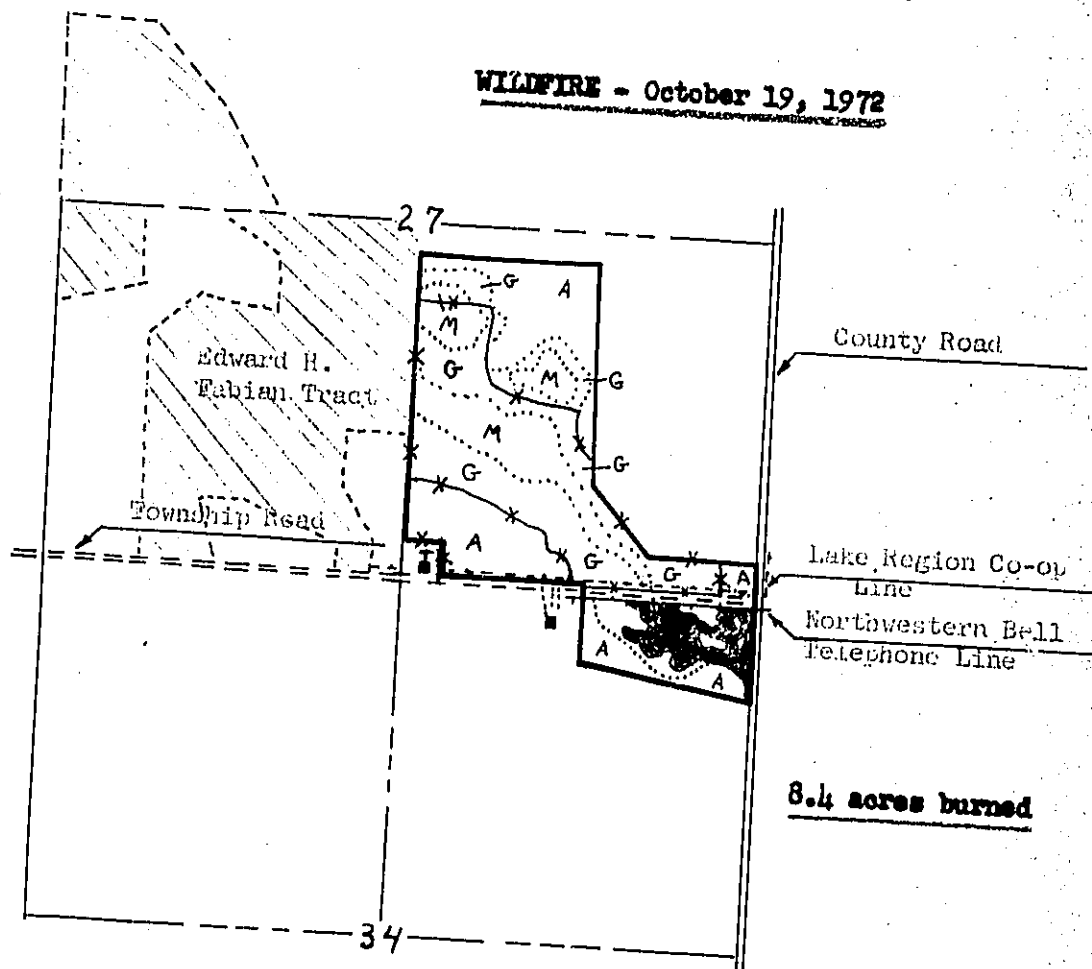 WILDFIRE - October 19, 1972
27
G
A
M
County Road
Edward H.
Fabian Tract
G
M
G
M
G
G
Township Road
A
G
G
A
Lake Region Co-op
Line
Northwestern Bell
Telephone Line
A
A
8.4 acres burned
34